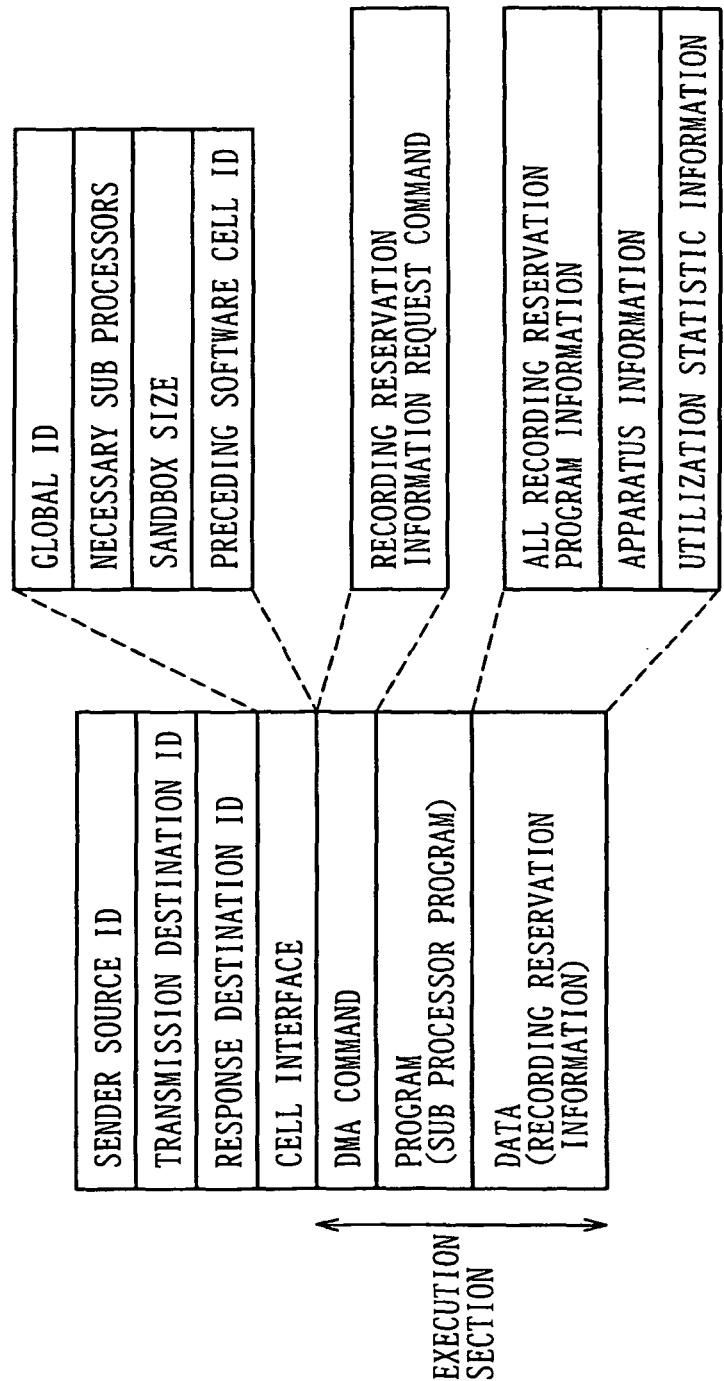 SENDER SOURCE ID
TRANSMISSION DESTINATION ID
RESPONSE DESTINATION ID
CELL INTERFACE
DMA COMMAND
PROGRAM
(SUB PROCESSOR PROGRAM)
DATA
(RECORDING RESERVATION
INFORMATION)
EXECUTION
SECTION
GLOBAL ID
NECESSARY SUB PROCESSORS
SANDBOX SIZE
PRECEDING SOFTWARE CELL ID
RECORDING RESERVATION
INFORMATION REQUEST COMMAND
ALL RECORDING RESERVATION
PROGRAM INFORMATION
APPARATUS INFORMATION
UTILIZATION STATISTIC INFORMATION